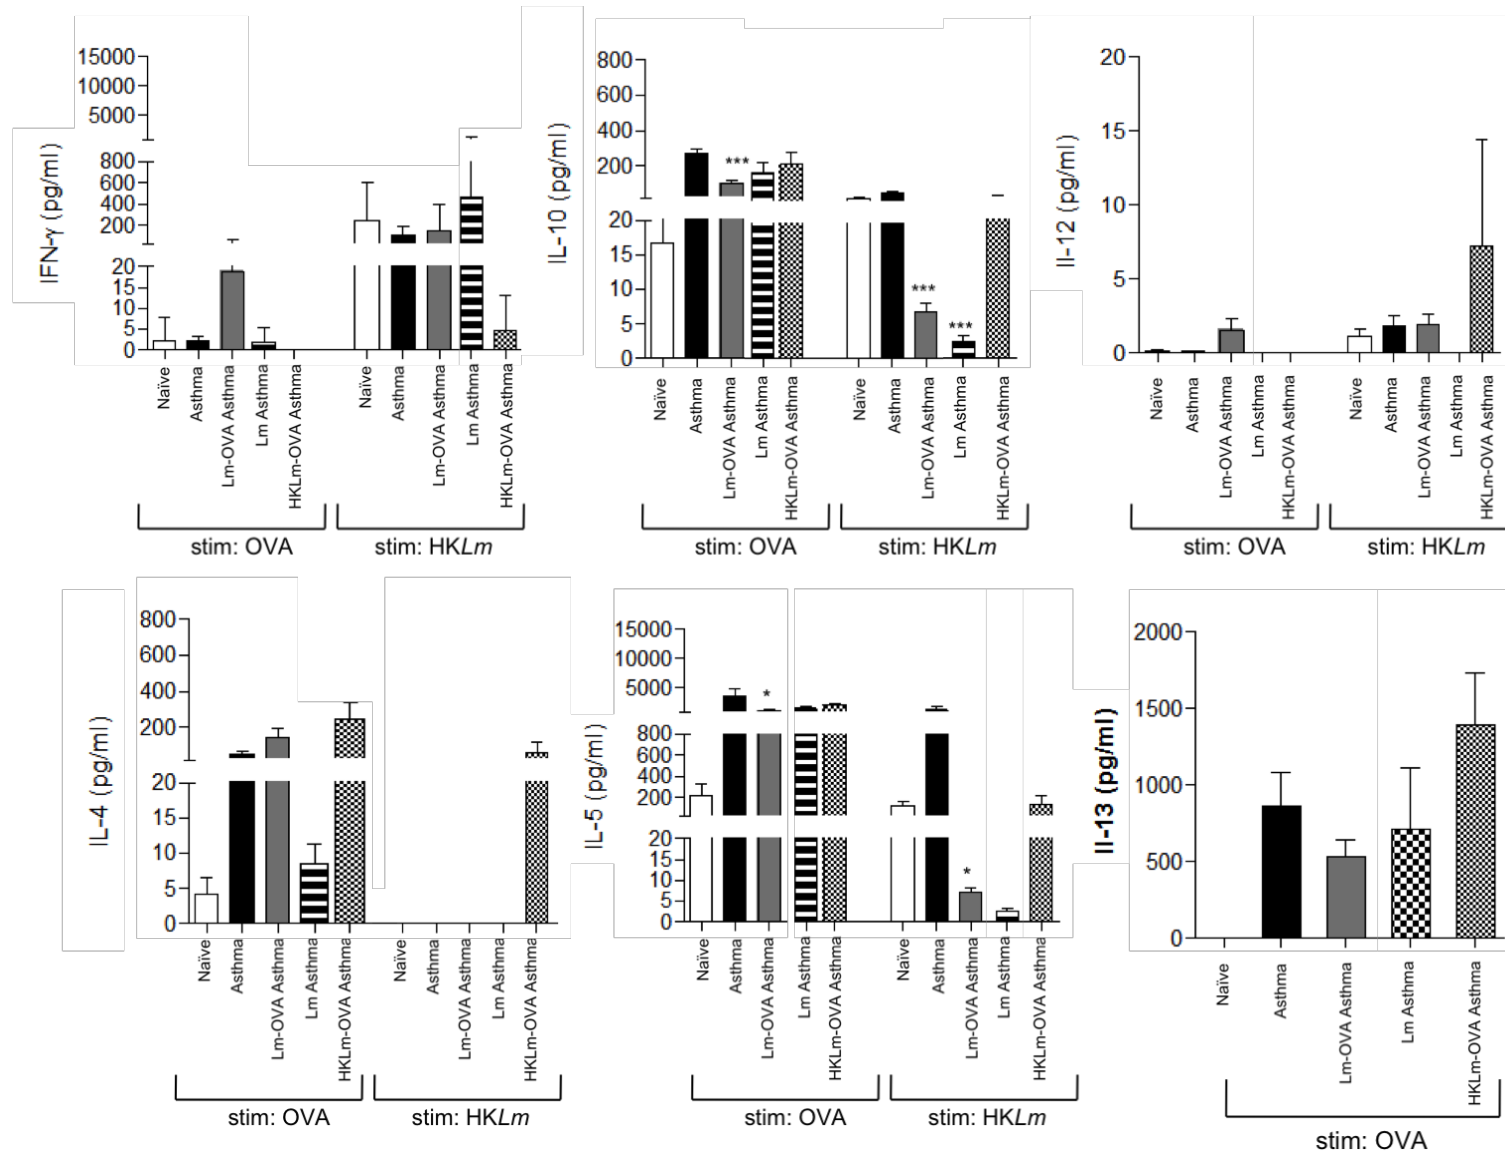 IFN-γ (pg/ml)
15000
10000
5000
800
600
400
200
20
15
10
5
0
Naïve
Asthma
Lm-OVA Asthma
Lm Asthma
HKLm-OVA Asthma
Naïve
Asthma
Lm-OVA Asthma
Lm Asthma
HKLm-OVA Asthma
stim: OVA
stim: HKLm
IL-10 (pg/ml)
800
600
400
200
20
15
10
5
0
***
***
***
Naïve
Asthma
Lm-OVA Asthma
Lm Asthma
HKLm-OVA Asthma
Naïve
Asthma
Lm-OVA Asthma
Lm Asthma
HKLm-OVA Asthma
stim: OVA
stim: HKLm
Il-12 (pg/ml)
20
15
10
5
0
Naïve
Asthma
Lm-OVA Asthma
Lm Asthma
HKLm-OVA Asthma
Naïve
Asthma
Lm-OVA Asthma
Lm Asthma
HKLm-OVA Asthma
stim: OVA
stim: HKLm
IL-4 (pg/ml)
800
600
400
200
20
15
10
5
0
Naïve
Asthma
Lm-OVA Asthma
Lm Asthma
HKLm-OVA Asthma
Naïve
Asthma
Lm-OVA Asthma
Lm Asthma
HKLm-OVA Asthma
stim: OVA
stim: HKLm
IL-5 (pg/ml)
15000
10000
5000
800
600
400
200
20
15
10
5
0
*
*
Naïve
Asthma
Lm-OVA Asthma
Lm Asthma
HKLm-OVA Asthma
Naïve
Asthma
Lm-OVA Asthma
Lm Asthma
HKLm-OVA Asthma
stim: OVA
stim: HKLm
Il-13 (pg/ml)
2000
1500
1000
500
0
Naïve
Asthma
Lm-OVA Asthma
Lm Asthma
HKLm-OVA Asthma
stim: OVA